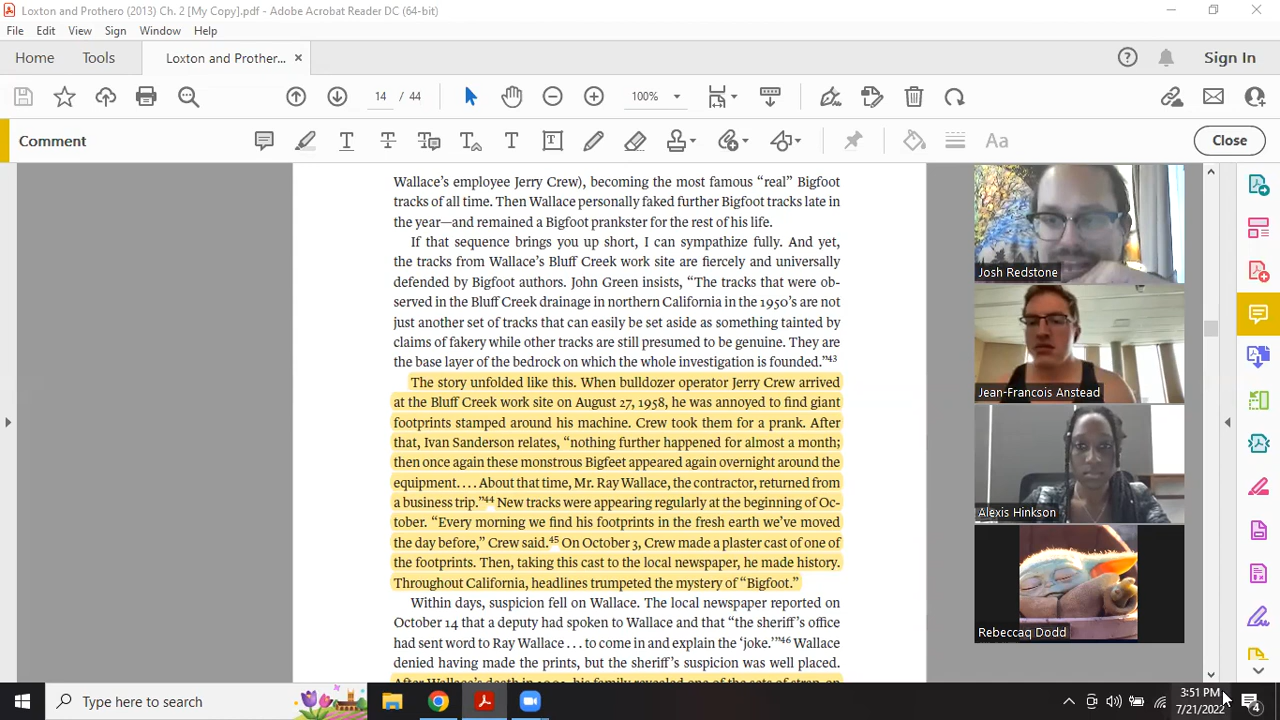 Loxton and Prothero (2013) Ch. 2 [My Copy].pdf - Adobe Acrobat Reader DC (64-bit)
File Edit View Sign Window Help
Home Tools Loxton and Prother... × Sign In
14 / 44 100%
Comment Close
Wallace's employee Jerry Crew), becoming the most famous “real” Bigfoot
tracks of all time. Then Wallace personally faked further Bigfoot tracks late in
the year—and remained a Bigfoot prankster for the rest of his life.
If that sequence brings you up short, I can sympathize fully. And yet,
the tracks from Wallace's Bluff Creek work site are fiercely and universally
defended by Bigfoot authors. John Green insists, “The tracks that were ob-
served in the Bluff Creek drainage in northern California in the 1950's are not
just another set of tracks that can easily be set aside as something tainted by
claims of fakery while other tracks are still presumed to be genuine. They are
the base layer of the bedrock on which the whole investigation is founded.”43
The story unfolded like this. When bulldozer operator Jerry Crew arrived
at the Bluff Creek work site on August 27, 1958, he was annoyed to find giant
footprints stamped around his machine. Crew took them for a prank. After
that, Ivan Sanderson relates, “nothing further happened for almost a month;
then once again these monstrous Bigfeet appeared again overnight around the
equipment. . . . About that time, Mr. Ray Wallace, the contractor, returned from
a business trip.”44 New tracks were appearing regularly at the beginning of Oc-
tober. “Every morning we find his footprints in the fresh earth we've moved
the day before,” Crew said.45 On October 3, Crew made a plaster cast of one of
the footprints. Then, taking this cast to the local newspaper, he made history.
Throughout California, headlines trumpeted the mystery of “Bigfoot.”
Within days, suspicion fell on Wallace. The local newspaper reported on
October 14 that a deputy had spoken to Wallace and that “the sheriff's office
had sent word to Ray Wallace . . . to come in and explain the ‘joke.’”46 Wallace
denied having made the prints, but the sheriff's suspicion was well placed.
Josh Redstone
Jean-Francois Anstead
Alexis Hinkson
Rebeccaq Dodd
Type here to search
3:51 PM
7/21/2022
4